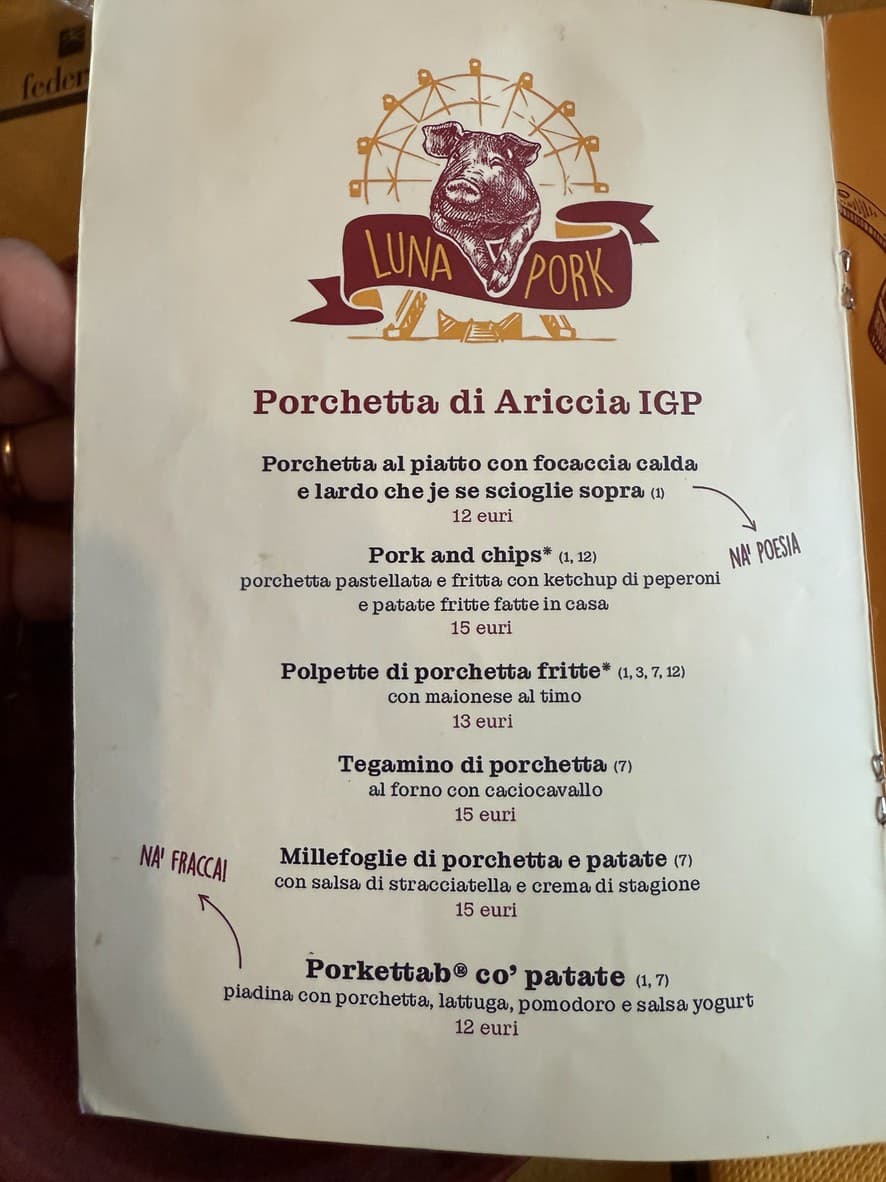 feder
LUNA PORK
Porchetta di Ariccia IGP
Porchetta al piatto con focaccia calda
e lardo che je se scioglie sopra (1)
12 euri
NA' POESIA
Pork and chips* (1, 12)
porchetta pastellata e fritta con ketchup di peperoni
e patate fritte fatte in casa
15 euri
Polpette di porchetta fritte* (1, 3, 7, 12)
con maionese al timo
13 euri
Tegamino di porchetta (7)
al forno con caciocavallo
15 euri
NA' FRACCA!
Millefoglie di porchetta e patate (7)
con salsa di stracciatella e crema di stagione
15 euri
Porkettab® co' patate (1, 7)
piadina con porchetta, lattuga, pomodoro e salsa yogurt
12 euri